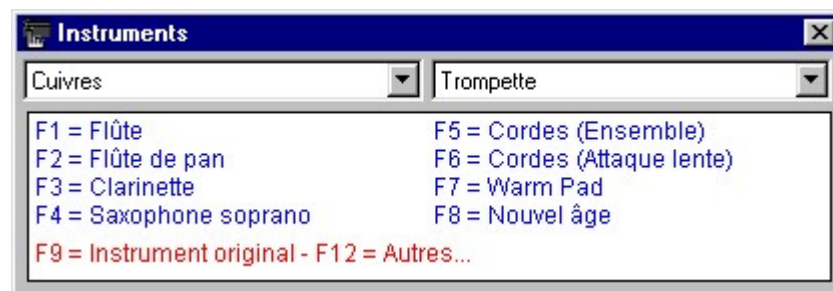 Instruments
Cuivres Trompette
F1 = Flûte F5 = Cordes (Ensemble)
F2 = Flûte de pan F6 = Cordes (Attaque lente)
F3 = Clarinette F7 = Warm Pad
F4 = Saxophone soprano F8 = Nouvel âge
F9 = Instrument original - F12 = Autres...